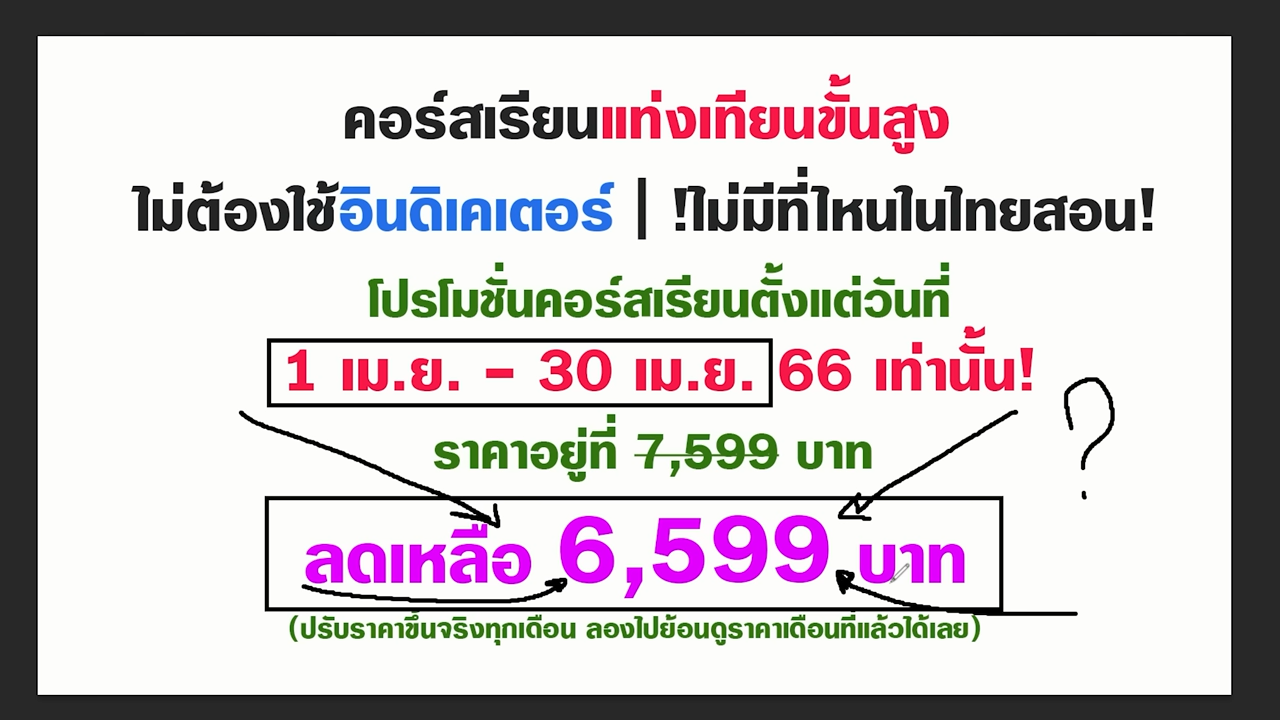 คอร์สเรียนแท่งเทียนขั้นสูง
ไม่ต้องใช้อินดิเคเตอร์ | !ไม่มีที่ไหนในไทยสอน!
โปรโมชั่นคอร์สเรียนตั้งแต่วันที่
1 เม.ย. – 30 เม.ย. 66 เท่านั้น!
ราคาอยู่ที่ 7,599 บาท
?
ลดเหลือ 6,599 บาท
(ปรับราคาขึ้นจริงทุกเดือน ลองไปย้อนดูราคาเดือนที่แล้วได้เลย)